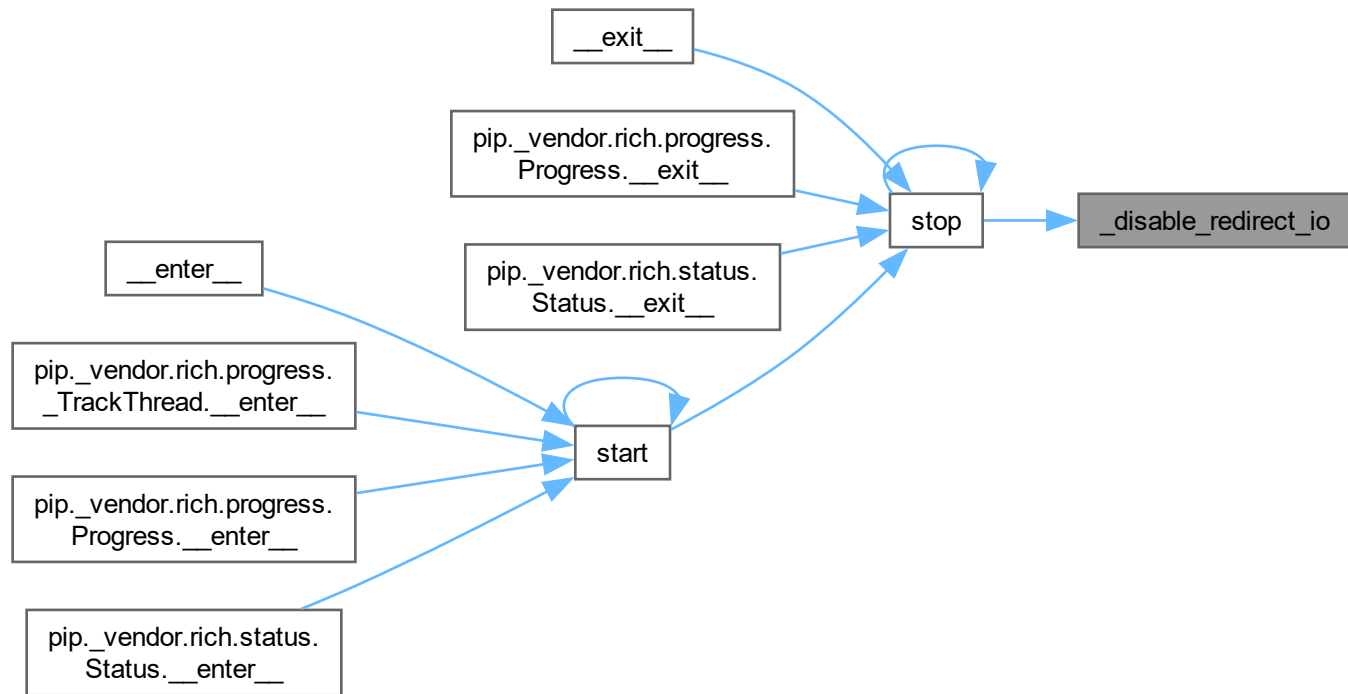 __exit__
pip._vendor.rich.progress.
Progress.__exit__
stop
_disable_redirect_io
pip._vendor.rich.status.
Status.__exit__
__enter__
pip._vendor.rich.progress.
_TrackThread.__enter__
start
pip._vendor.rich.progress.
Progress.__enter__
pip._vendor.rich.status.
Status.__enter__